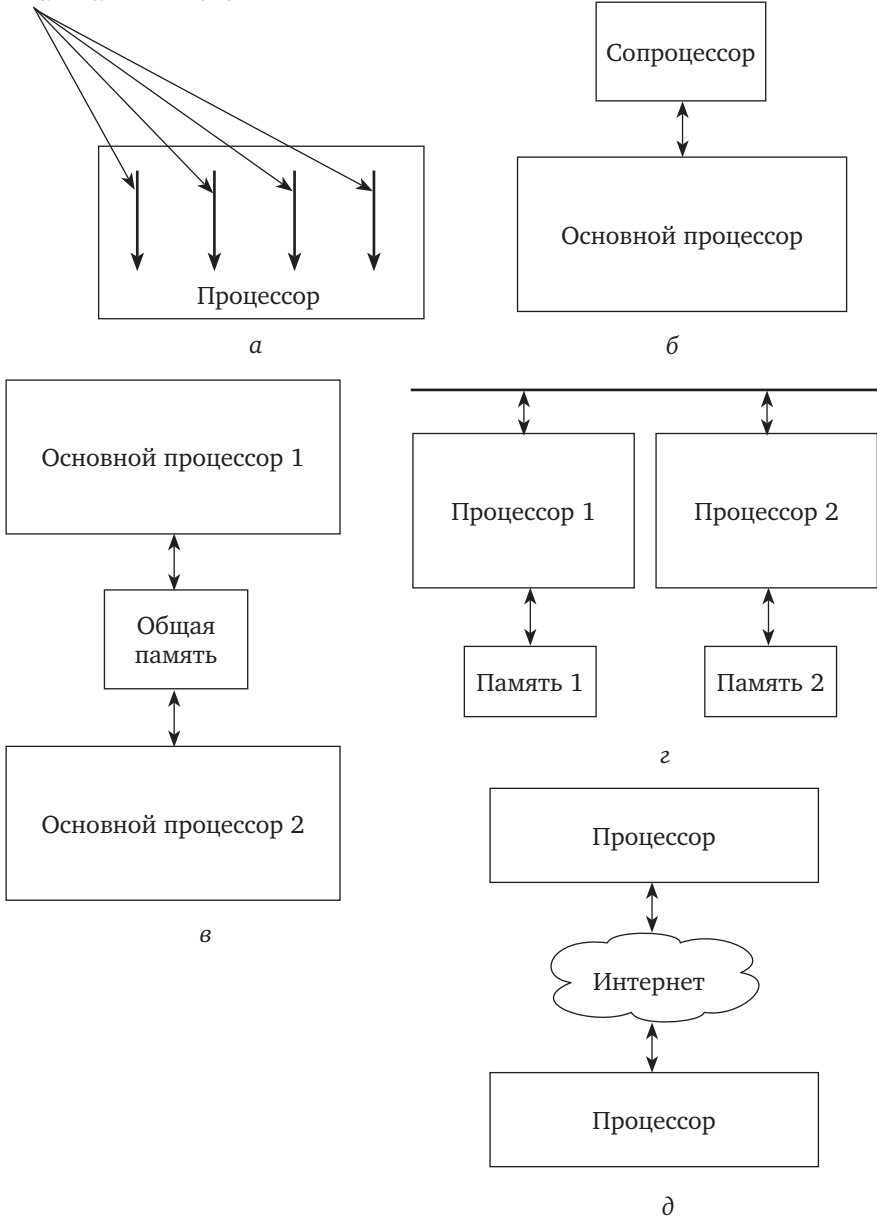 Процессор
а
Сопроцессор
Основной процессор
б
Основной процессор 1
Общая
память
Основной процессор 2
в
Процессор 1
Процессор 2
Память 1
Память 2
г
Процессор
Интернет
Процессор
д